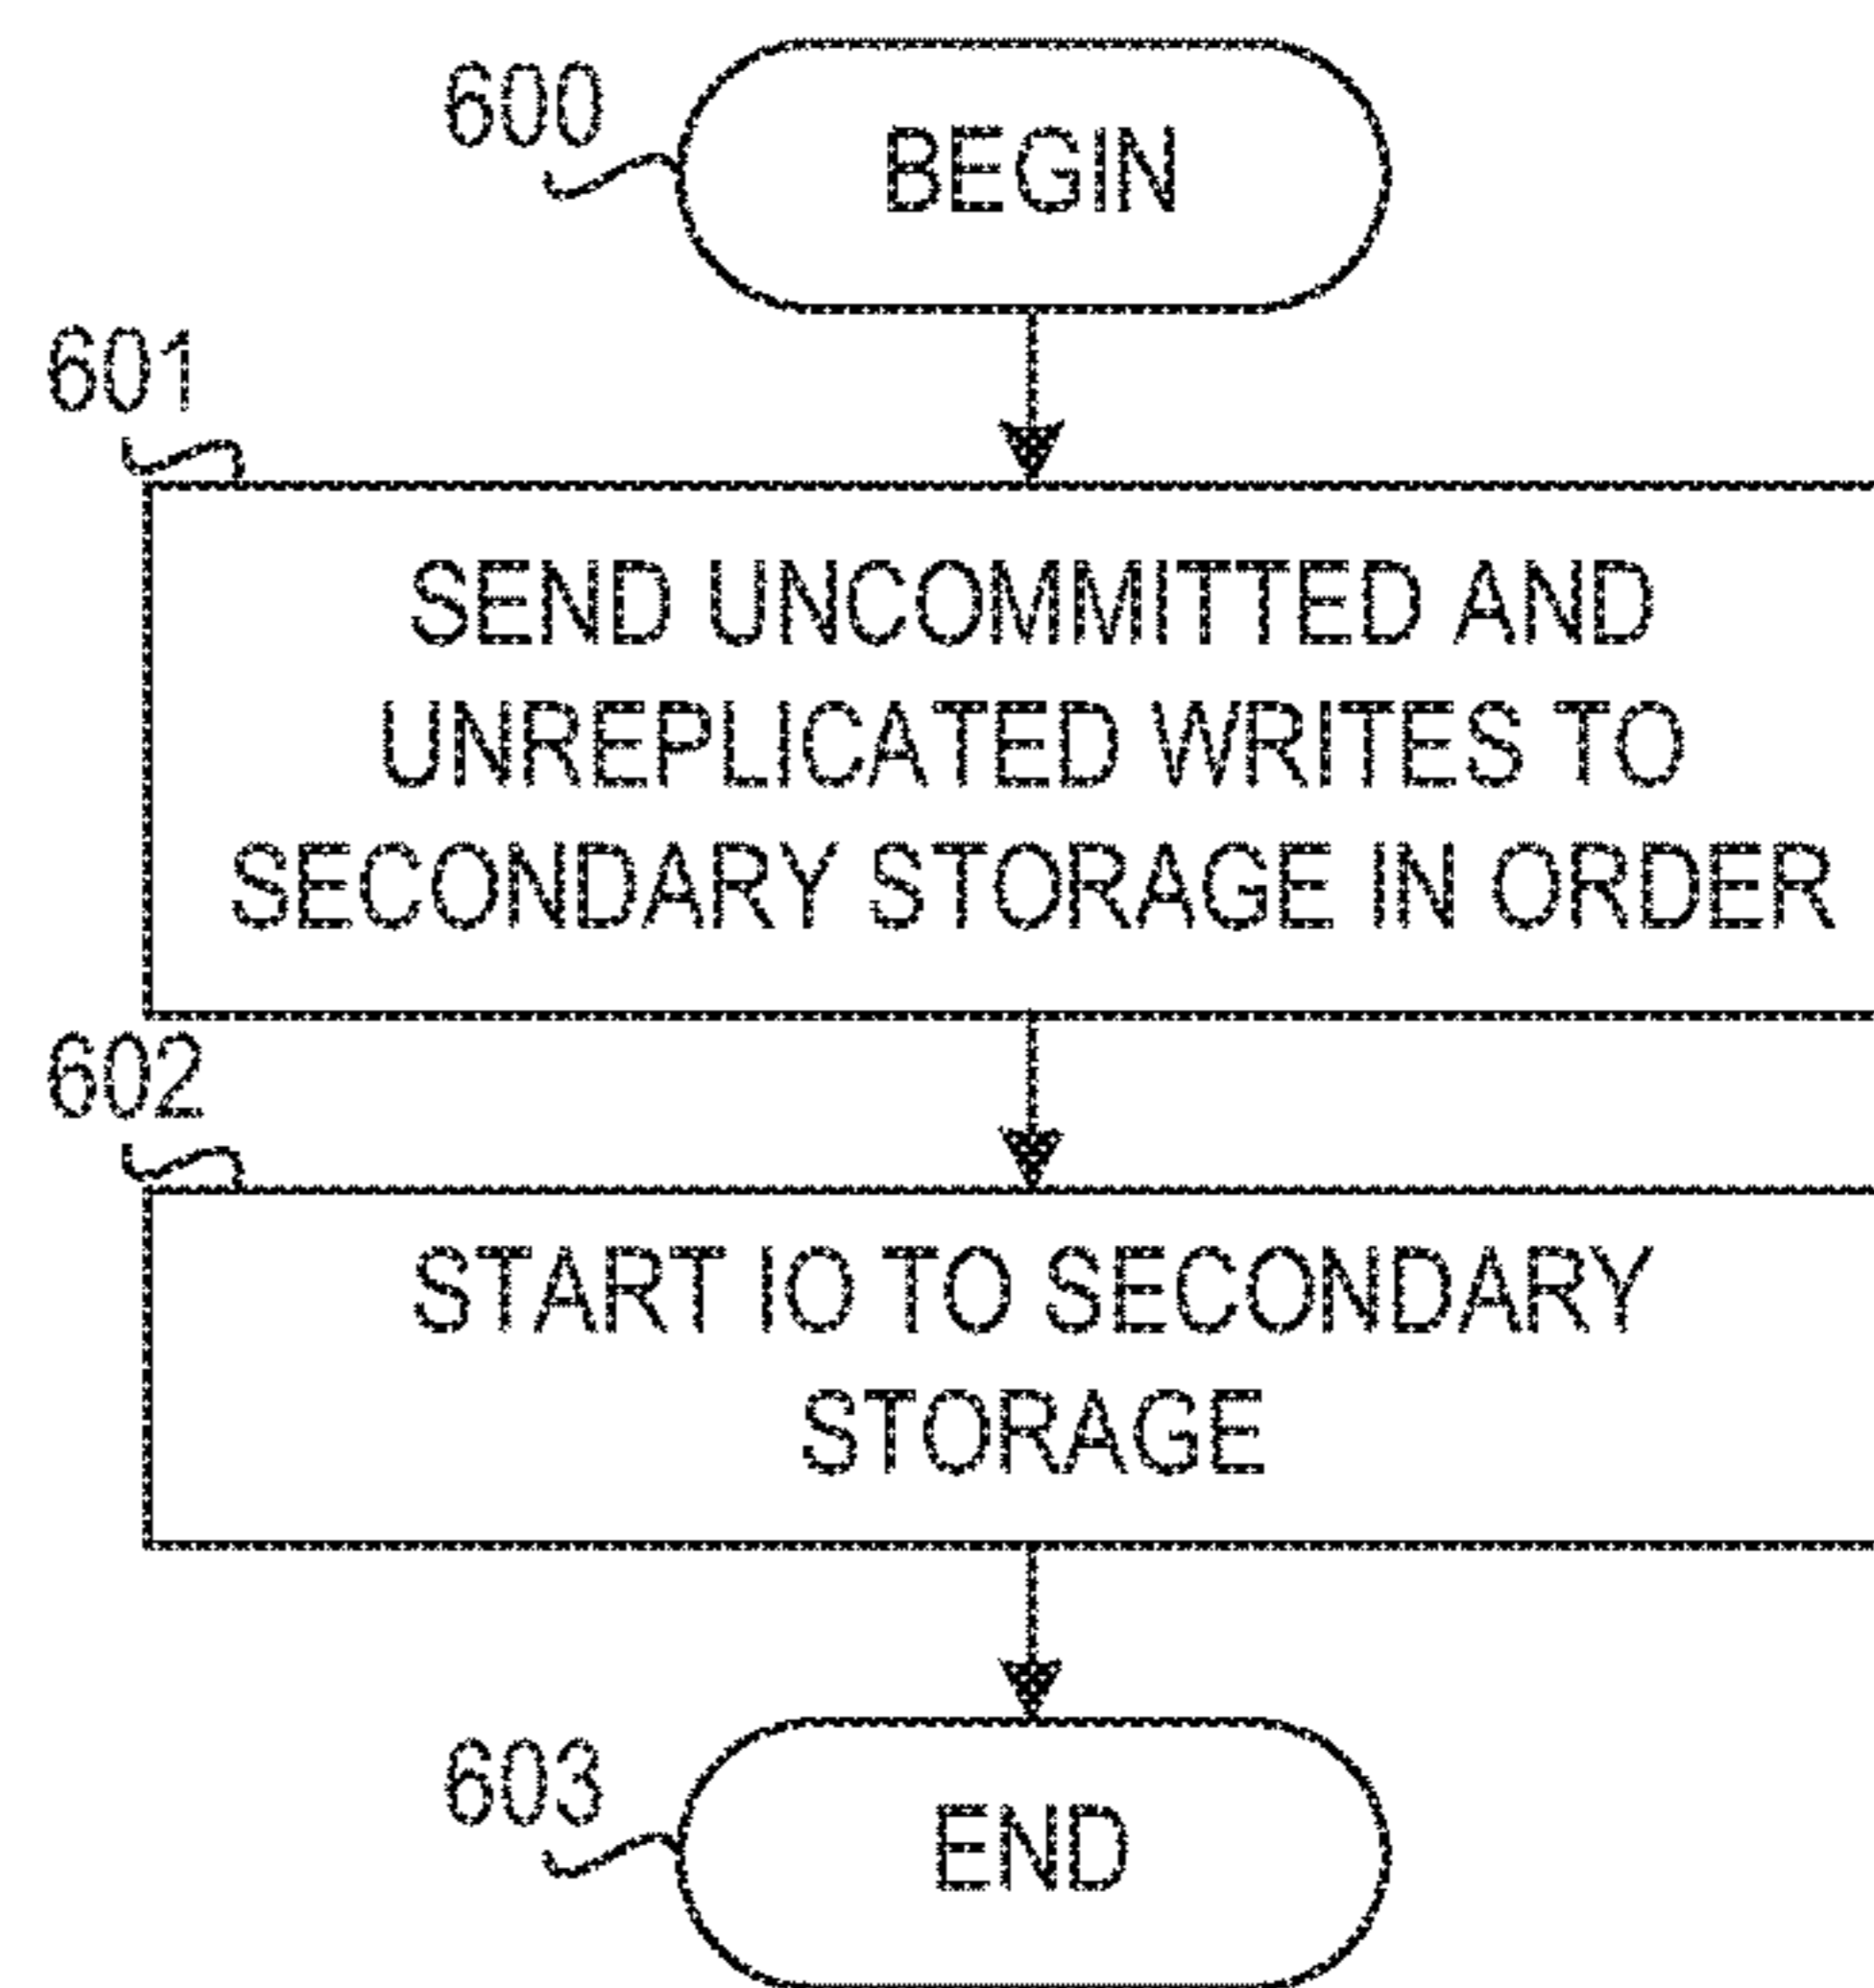 600
BEGIN
601
SEND UNCOMMITTED AND
UNREPLICATED WRITES TO
SECONDARY STORAGE IN ORDER
602
START IO TO SECONDARY
STORAGE
603
END